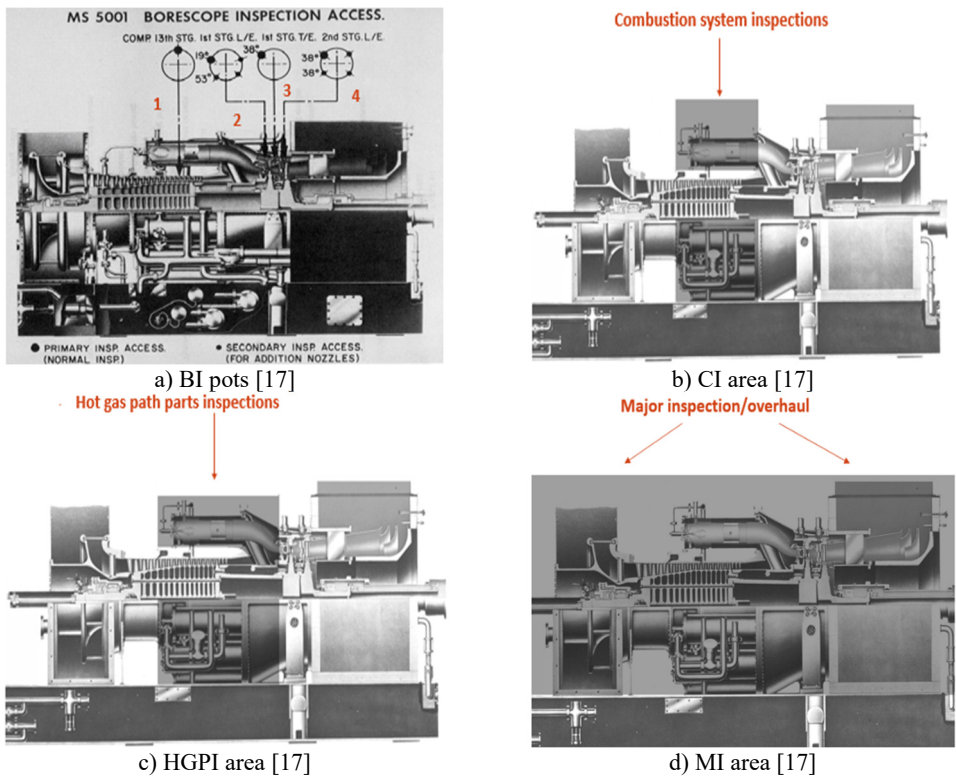 MS 5001 BORESCOPE INSPECTION ACCESS.
COMP. 13th STG. 1st STG. L/E. 1st STG. T/E. 2nd STG. L/E.
19° 38° 38°
53° 38°
1 2 3 4
● PRIMARY INSP. ACCESS. • SECONDARY INSP. ACCESS.
(NORMAL INSP.) (FOR ADDITION NOZZLES)
a) BI pots [17]
Combustion system inspections
b) CI area [17]
Hot gas path parts inspections
c) HGPI area [17]
Major inspection/overhaul
d) MI area [17]